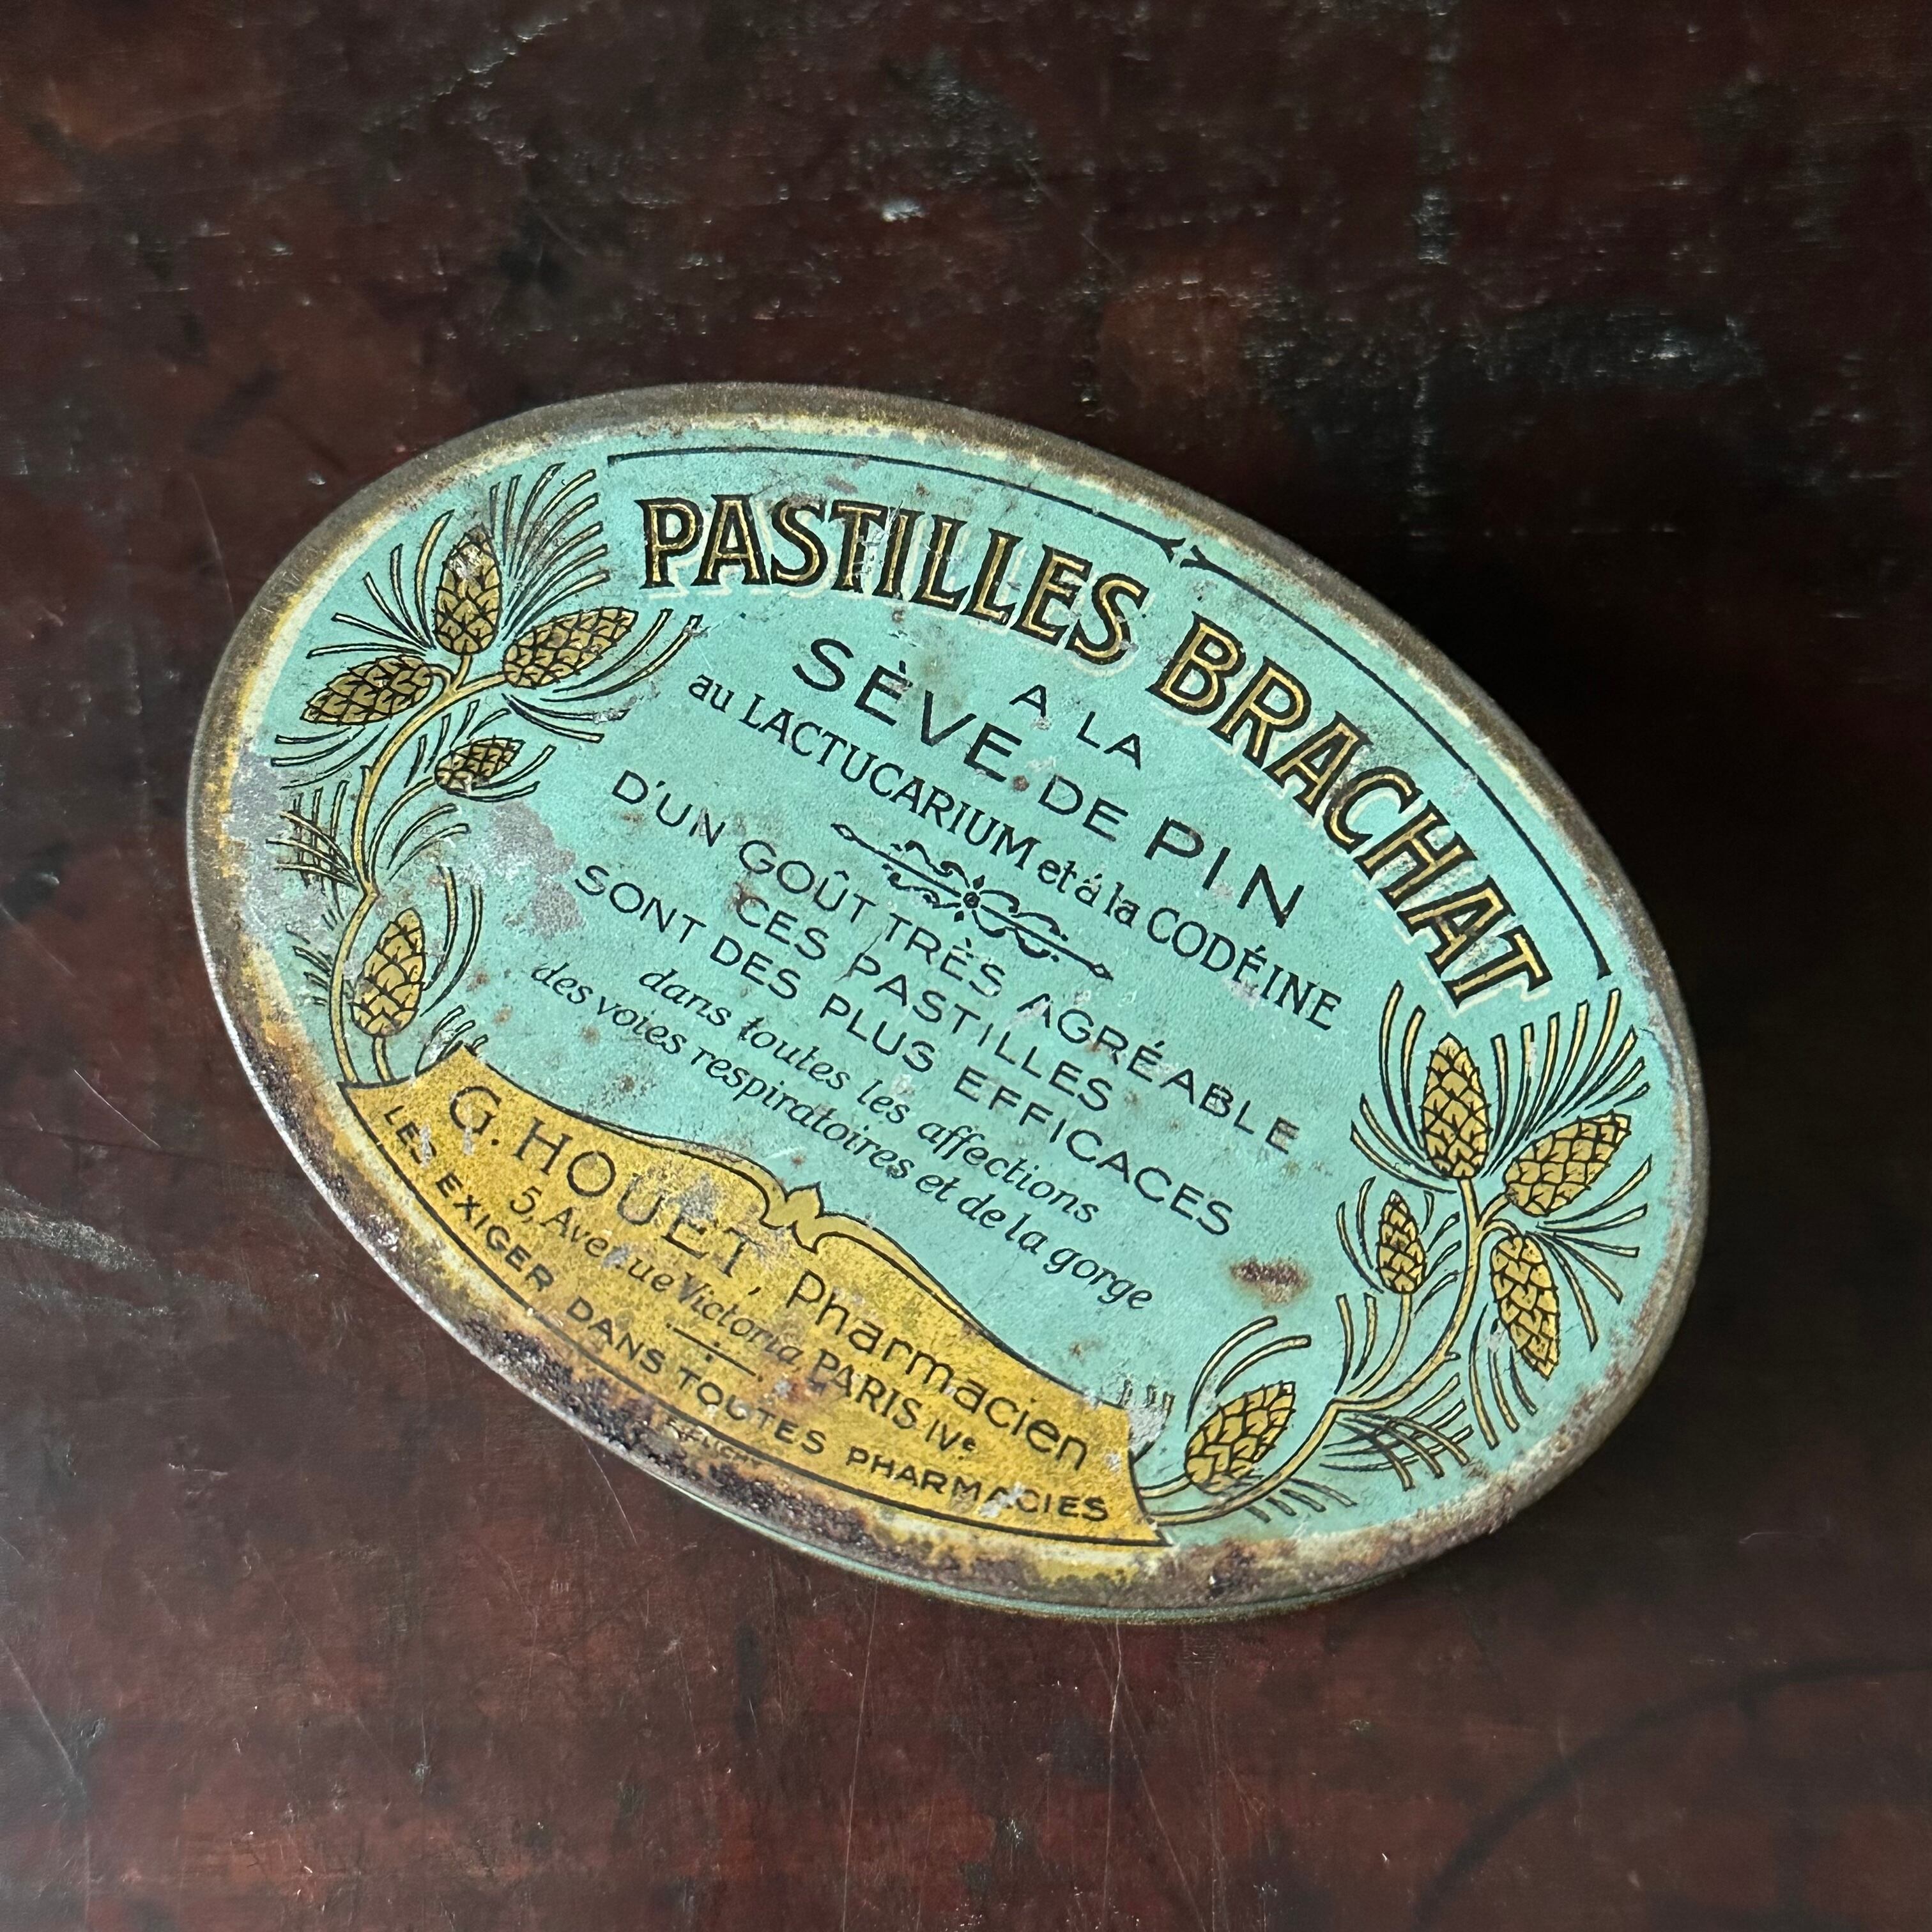 PASTILLES BRACHAT
A LA
SÈVE DE PIN
au LACTUCARIUM et à la CODÉINE
D'UN GOÛT TRÈS AGRÉABLE
CES PASTILLES
SONT DES PLUS EFFICACES
dans toutes les affections
des voies respiratoires et de la gorge
G. HOUET, Pharmacien
5, Avenue Victoria PARIS IVe
LES EXIGER DANS TOUTES PHARMACIES